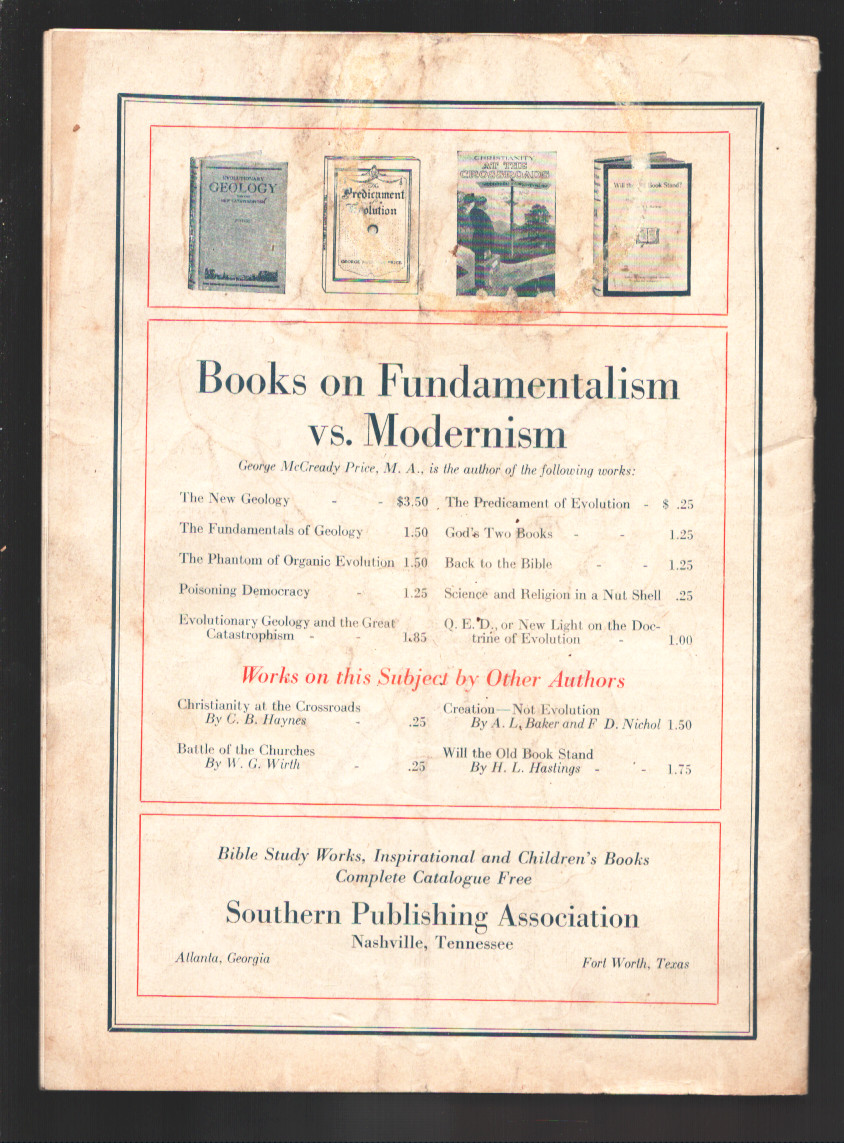 EVOLUTIONARY
GEOLOGY
Predicament
CHRISTIANITY
AT THE
CROSSROADS
Book Stand?
Books on Fundamentalism
vs. Modernism
George McCready Price, M. A., is the author of the following works:
The New Geology - - $3.50
The Fundamentals of Geology 1.50
The Phantom of Organic Evolution 1.50
Poisoning Democracy - 1.25
Evolutionary Geology and the Great
Catastrophism - - 1.85
The Predicament of Evolution - $ .25
God's Two Books - - 1.25
Back to the Bible - - 1.25
Science and Religion in a Nut Shell .25
Q. E. D., or New Light on the Doc-
trine of Evolution - 1.00
Works on this Subject by Other Authors
Christianity at the Crossroads
By C. B. Haynes - .25
Battle of the Churches
By W. G. Wirth - .25
Creation—Not Evolution
By A. L, Baker and F D. Nichol 1.50
Will the Old Book Stand
By H. L. Hastings - - 1.75
Bible Study Works, Inspirational and Children's Books
Complete Catalogue Free
Southern Publishing Association
Nashville, Tennessee
Atlanta, Georgia
Fort Worth, Texas